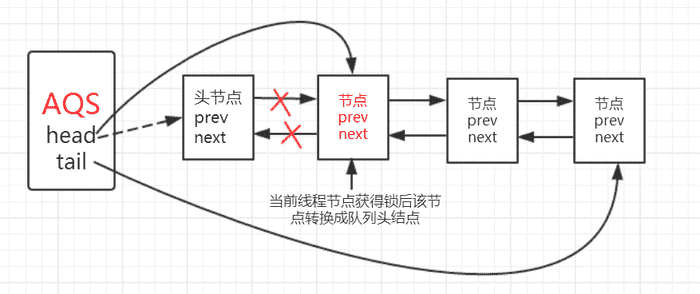 AQS
head
tail
头节点
prev
next
节点
prev
next
节点
prev
next
节点
prev
next
当前线程节点获得锁后该节
点转换成队列头结点